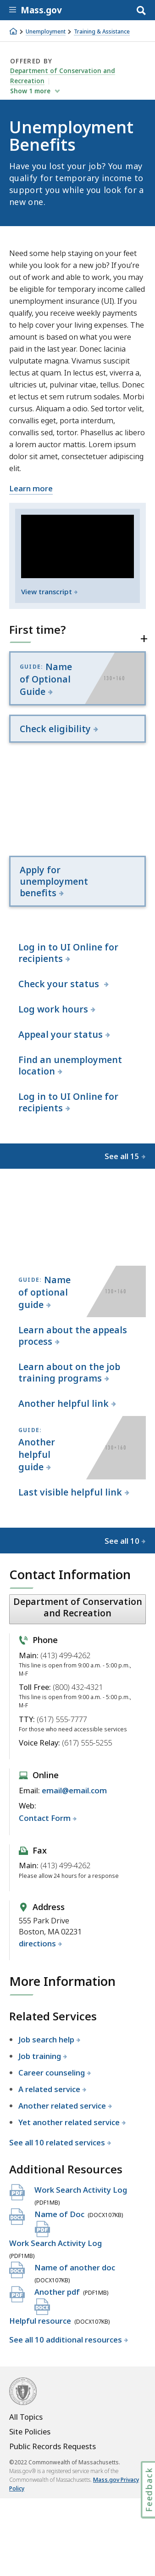 Mass.gov
Unemployment
Training & Assistance
OFFERED BY
Department of Conservation and
Recreation
Show 1 more
Unemployment
Benefits
Have you lost your job? You may
qualify for temporary income to
support you while you look for a
new one.
Need some help staying on your feet
while you look for a new job? If you're
out of work and able to work, you may
be eligible for temporary income called
unemployment insurance (UI). If you
qualify, you receive weekly payments to
help cover your living expenses. The
amount will be based on what you
earned in the past year. Donec lacinia
vulputate magna. Vivamus suscipit
lectus at quam. In lectus est, viverra a,
ultricies ut, pulvinar vitae, tellus. Donec
et lectus et sem rutrum sodales. Morbi
cursus. Aliquam a odio. Sed tortor velit,
convallis eget, porta interdum,
convallis sed, tortor. Phasellus ac libero
a lorem auctor mattis. Lorem ipsum
dolor sit amet, consectetur adipiscing
elit.
Learn more
View transcript
First time?
+
GUIDE: Name
of Optional
Guide
Check eligibility
Apply for
unemployment
benefits
Log in to UI Online for
recipients
Check your status
Log work hours
Appeal your status
Find an unemployment
location
Log in to UI Online for
recipients
See all 15
GUIDE: Name
of optional
guide
Learn about the appeals
process
Learn about on the job
training programs
Another helpful link
GUIDE:
Another
helpful
guide
Last visible helpful link
See all 10
Contact Information
Department of Conservation
and Recreation
Phone
Main: (413) 499-4262
This line is open from 9:00 a.m. - 5:00 p.m.,
M-F
Toll Free: (800) 432-4321
This line is open from 9:00 a.m. - 5:00 p.m.,
M-F
TTY: (617) 555-7777
For those who need accessible services
Voice Relay: (617) 555-5255
Online
Email: email@email.com
Web:
Contact Form
Fax
Main: (413) 499-4262
Please allow 24 hours for a response
Address
555 Park Drive
Boston, MA 02231
directions
More Information
Related Services
Job search help
Job training
Career counseling
A related service
Another related service
Yet another related service
See all 10 related services
Additional Resources
Work Search Activity Log
(PDF1MB)
Name of Doc (DOCX107KB)
Work Search Activity Log
(PDF1MB)
Name of another doc
(DOCX107KB)
Another pdf (PDF1MB)
Helpful resource (DOCX107KB)
See all 10 additional resources
All Topics
Site Policies
Public Records Requests
©2022 Commonwealth of Massachusetts.
Mass.gov® is a registered service mark of the
Commonwealth of Massachusetts. Mass.gov Privacy
Policy
Feedback